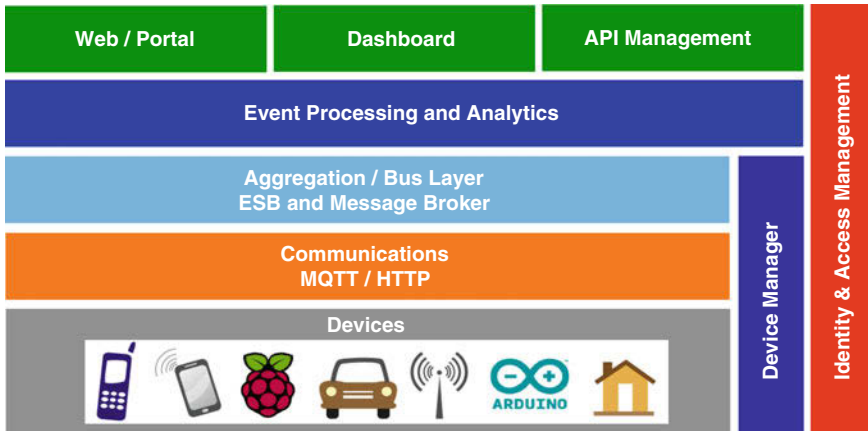 Web / Portal
Dashboard
API Management
Event Processing and Analytics
Aggregation / Bus Layer
ESB and Message Broker
Communications
MQTT / HTTP
Devices
ARDUINO
Device Manager
Identity & Access Management